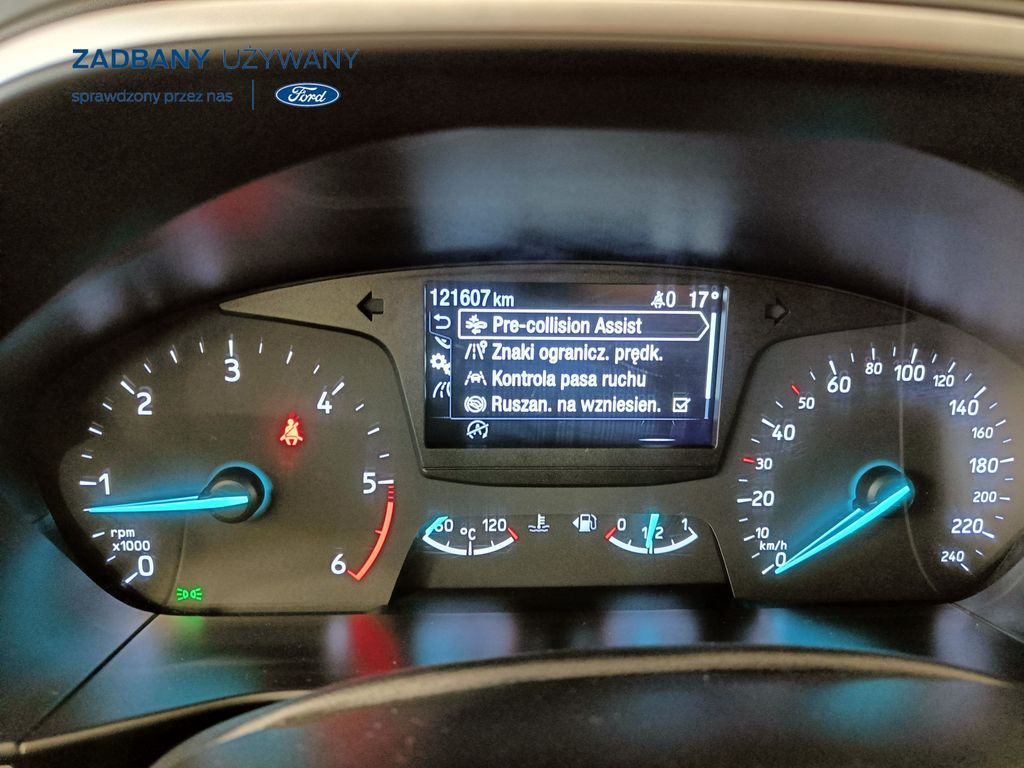 ZADBANY UŻYWANY
sprawdzony przez nas
Ford
121607 km 0 17°
Pre-collision Assist
Znaki ogranicz. prędk.
Kontrola pasa ruchu
Ruszan. na wzniesien.
0 1 2 3 4 5 6
rpm
x1000
60 °C 120
0 1/2 1
0 10 20 30 40 50 60 80 100 120 140 160 180 200 220 240
km/h